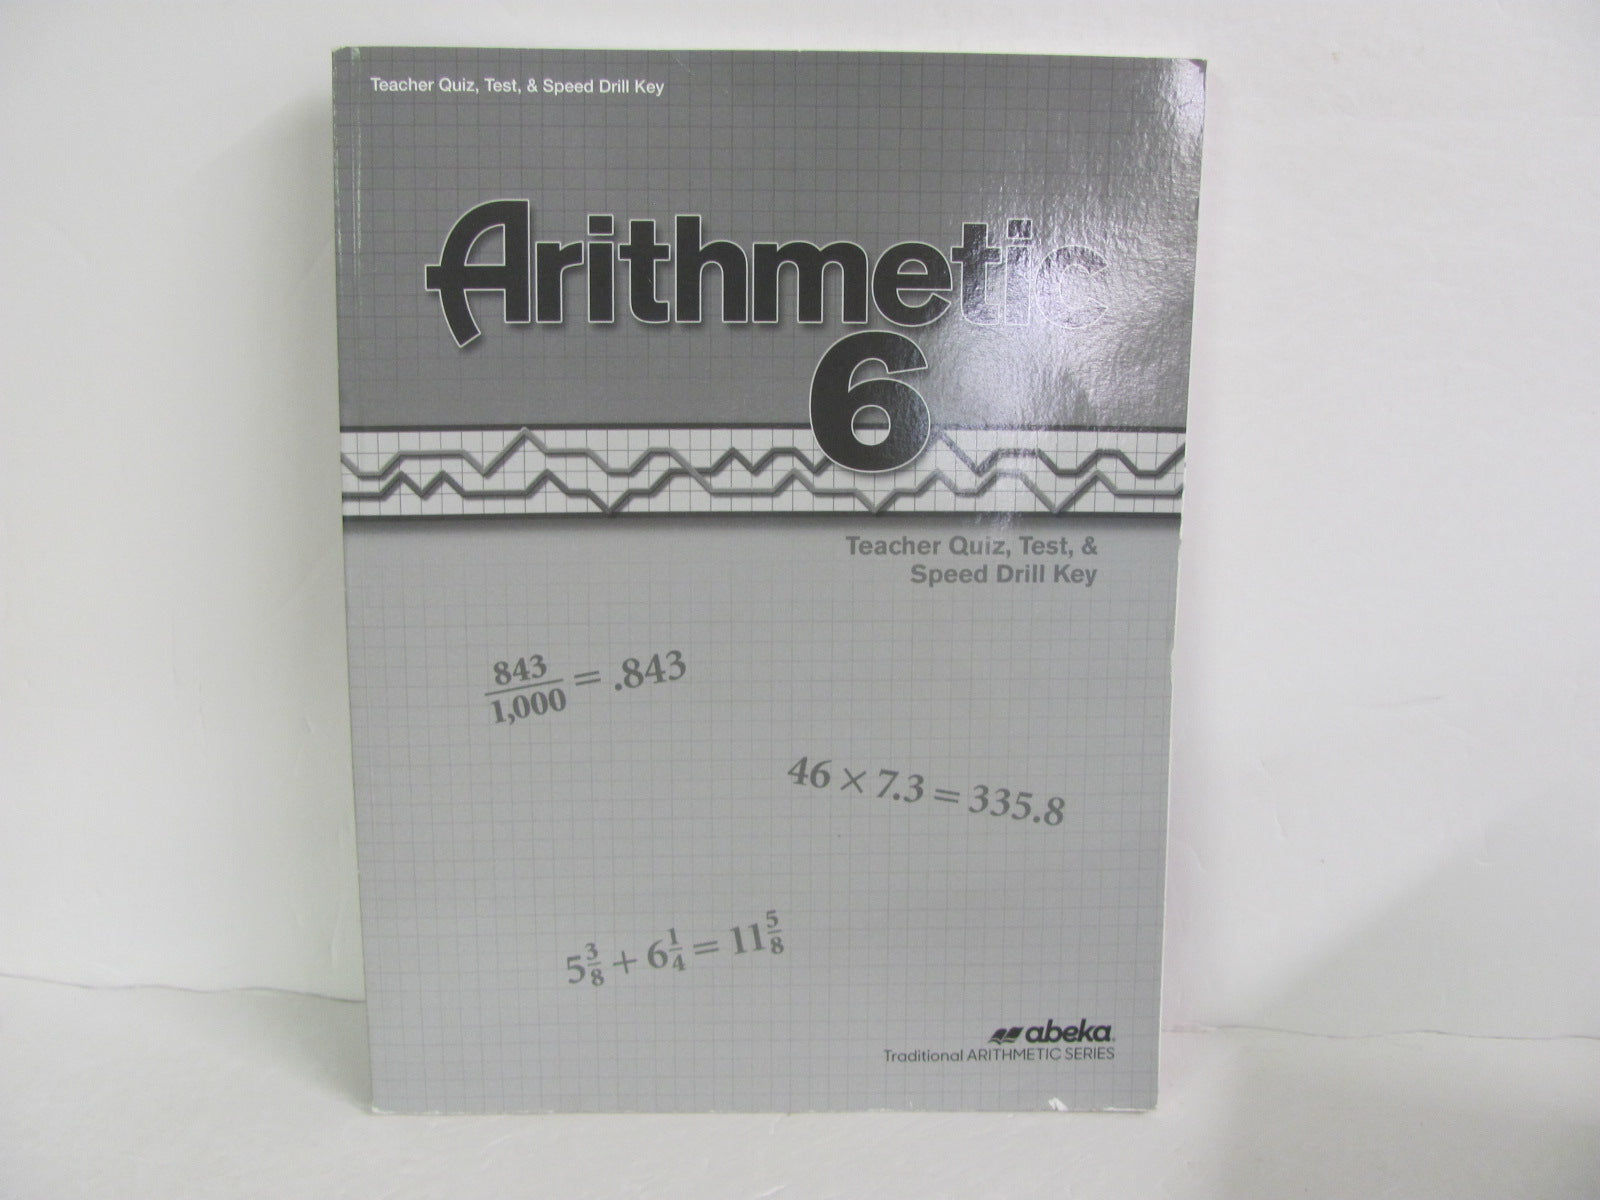 Teacher Quiz, Test, & Speed Drill Key
Arithmetic
6
Teacher Quiz, Test, &
Speed Drill Key
843/1,000 = .843
46 × 7.3 = 335.8
5 3/8 + 6 1/4 = 11 5/8
abeka
Traditional ARITHMETIC SERIES